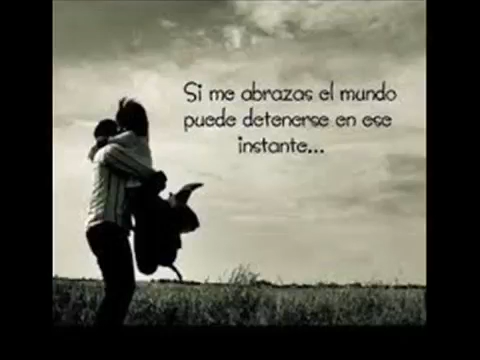 Si me abrazas el mundo
puede detenerse en ese
instante...